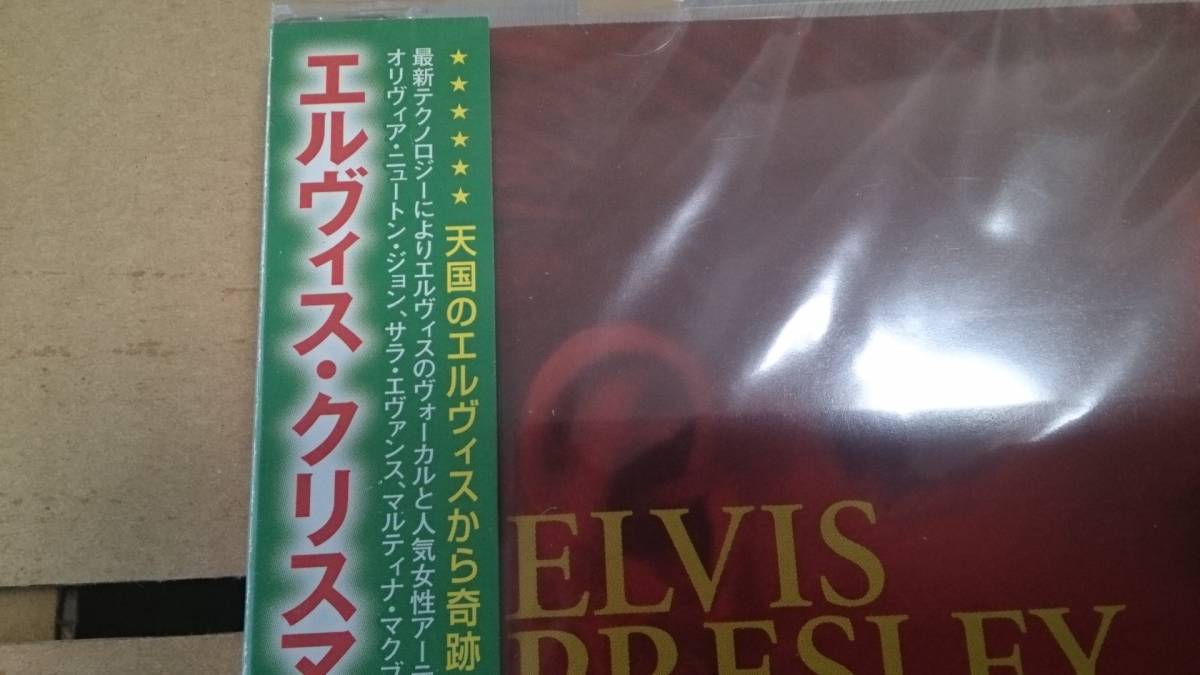 ★★★★★ 天国のエルヴィスから奇跡
最新テクノロジーによりエルヴィスのヴォーカルと人気女性アーテ
オリヴィア・ニュートン・ジョン、サラ・エヴァンス、マルティナ・マクブ
エルヴィス・クリスマ
ELVIS
PRESLEY